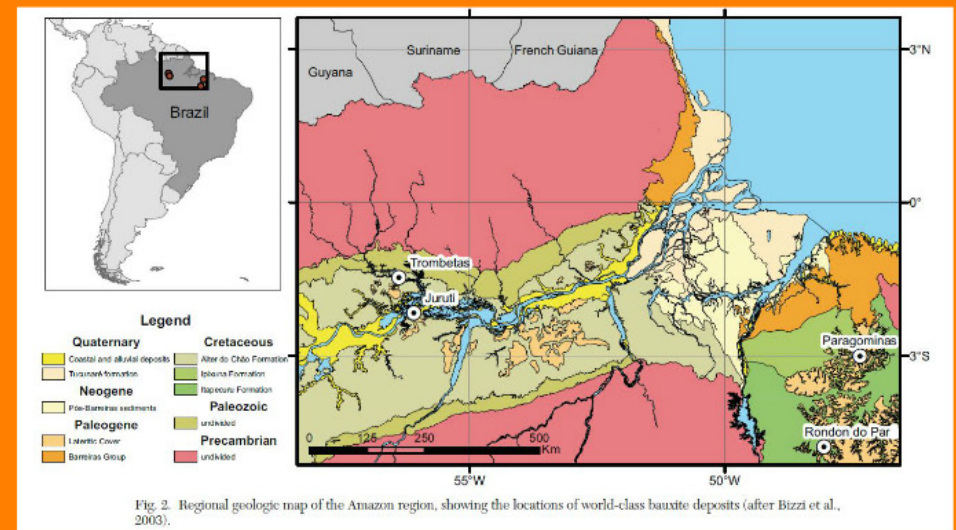 Brazil
Guyana
Suriname
French Guiana
3°N
0°
3°S
Trombetas
Juruti
Paragominas
Rondon do Par
0 125 250 500
Km
55°W
50°W
Legend
Quaternary
Coastal and alluvial deposits
Tucunaré formation
Neogene
Pós-Barreiras sediments
Paleogene
Lateritic Cover
Barreiras Group
Cretaceous
Alter do Chão Formation
Ipixuna Formation
Itapecuru Formation
Paleozoic
undivided
Precambrian
undivided
Fig. 2. Regional geologic map of the Amazon region, showing the locations of world-class bauxite deposits (after Bizzi et al.,
2003).